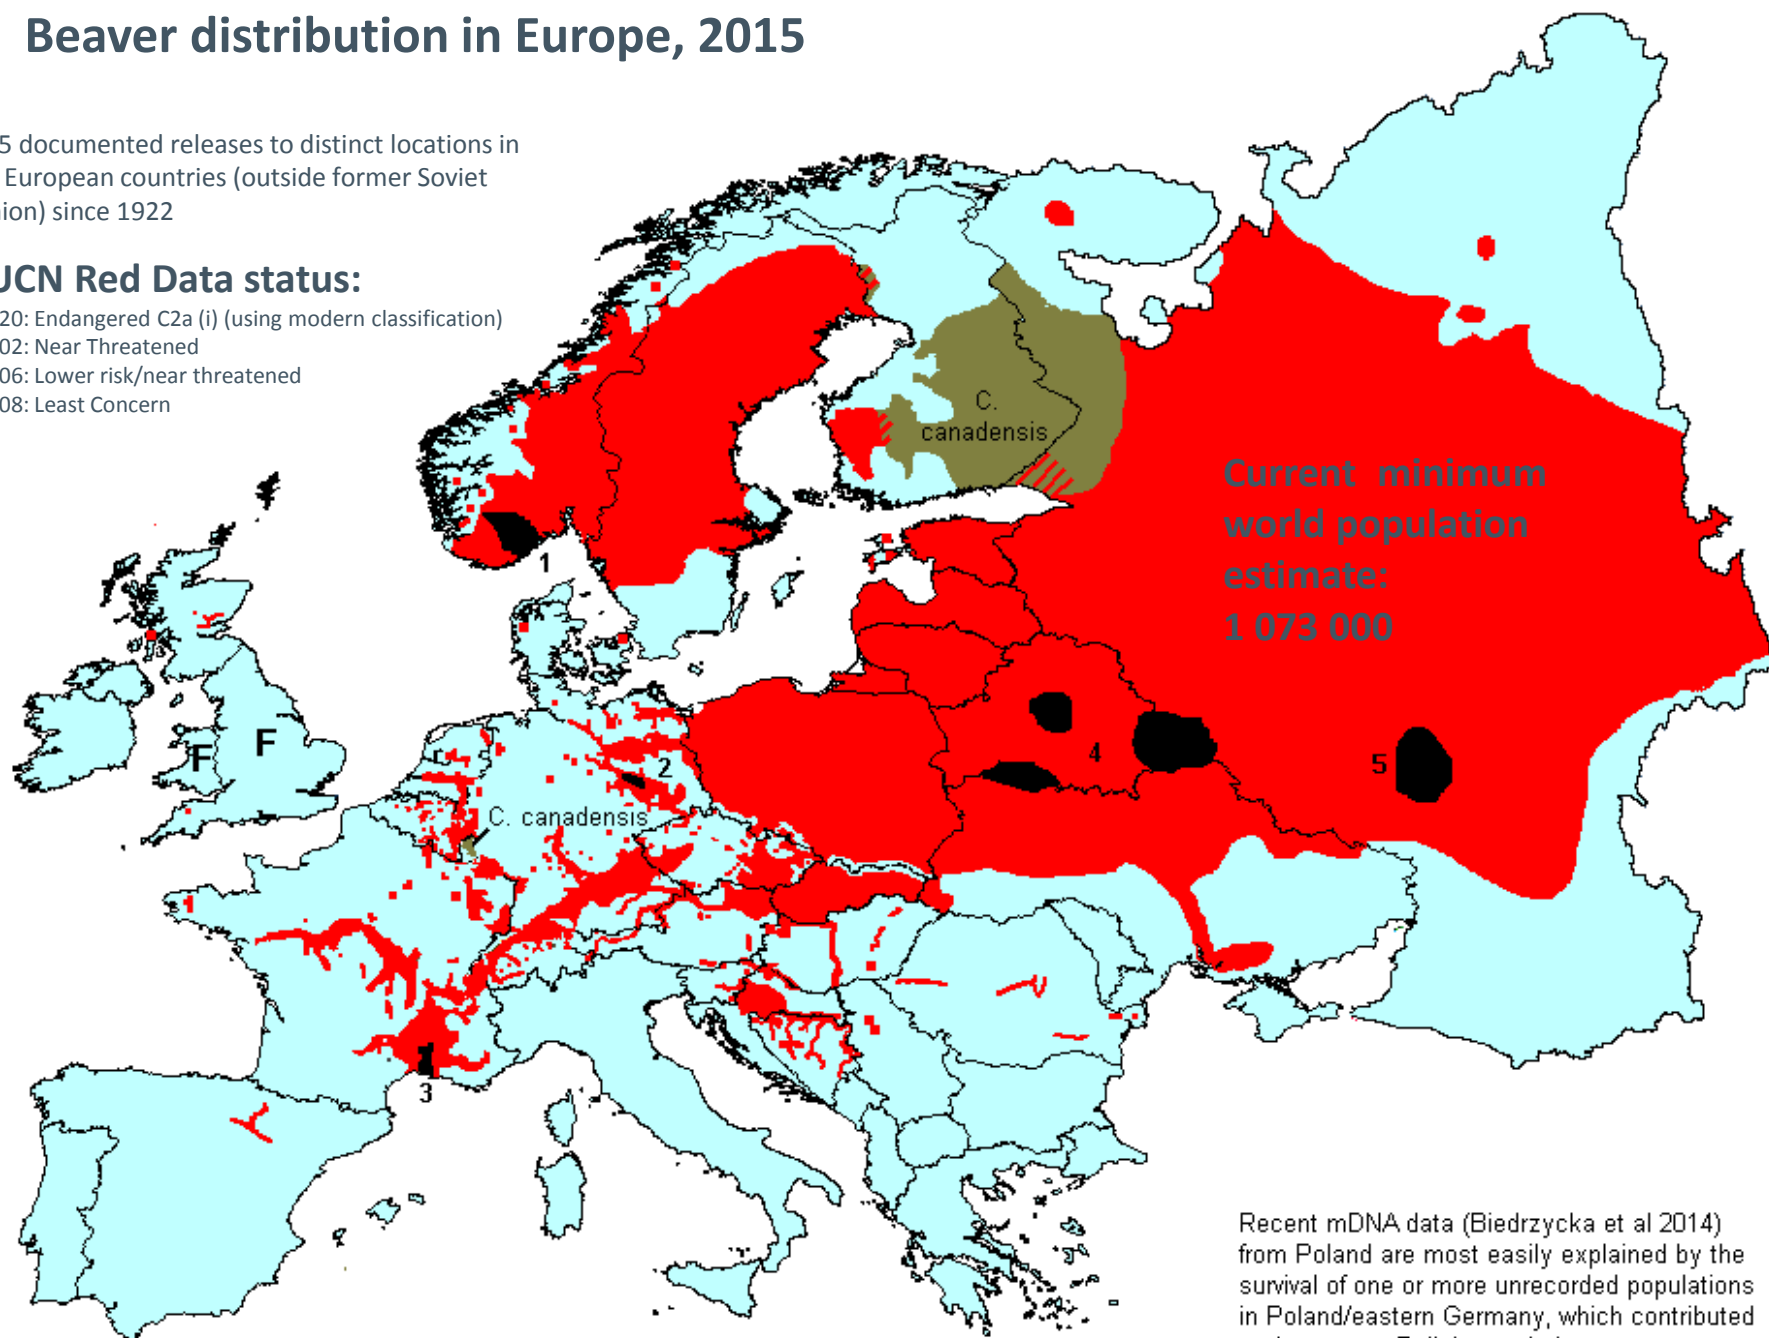 Beaver distribution in Europe, 2015
5 documented releases to distinct locations in
European countries (outside former Soviet
ion) since 1922
UCN Red Data status:
20: Endangered C2a (i) (using modern classification)
02: Near Threatened
06: Lower risk/near threatened
08: Least Concern
C.
canadensis
Current minimum
world population
estimate:
1 073 000
1
F
F
2
4
5
C. canadensis
3
Recent mDNA data (Biedrzycka et al 2014)
from Poland are most easily explained by the
survival of one or more unrecorded populations
in Poland/eastern Germany, which contributed